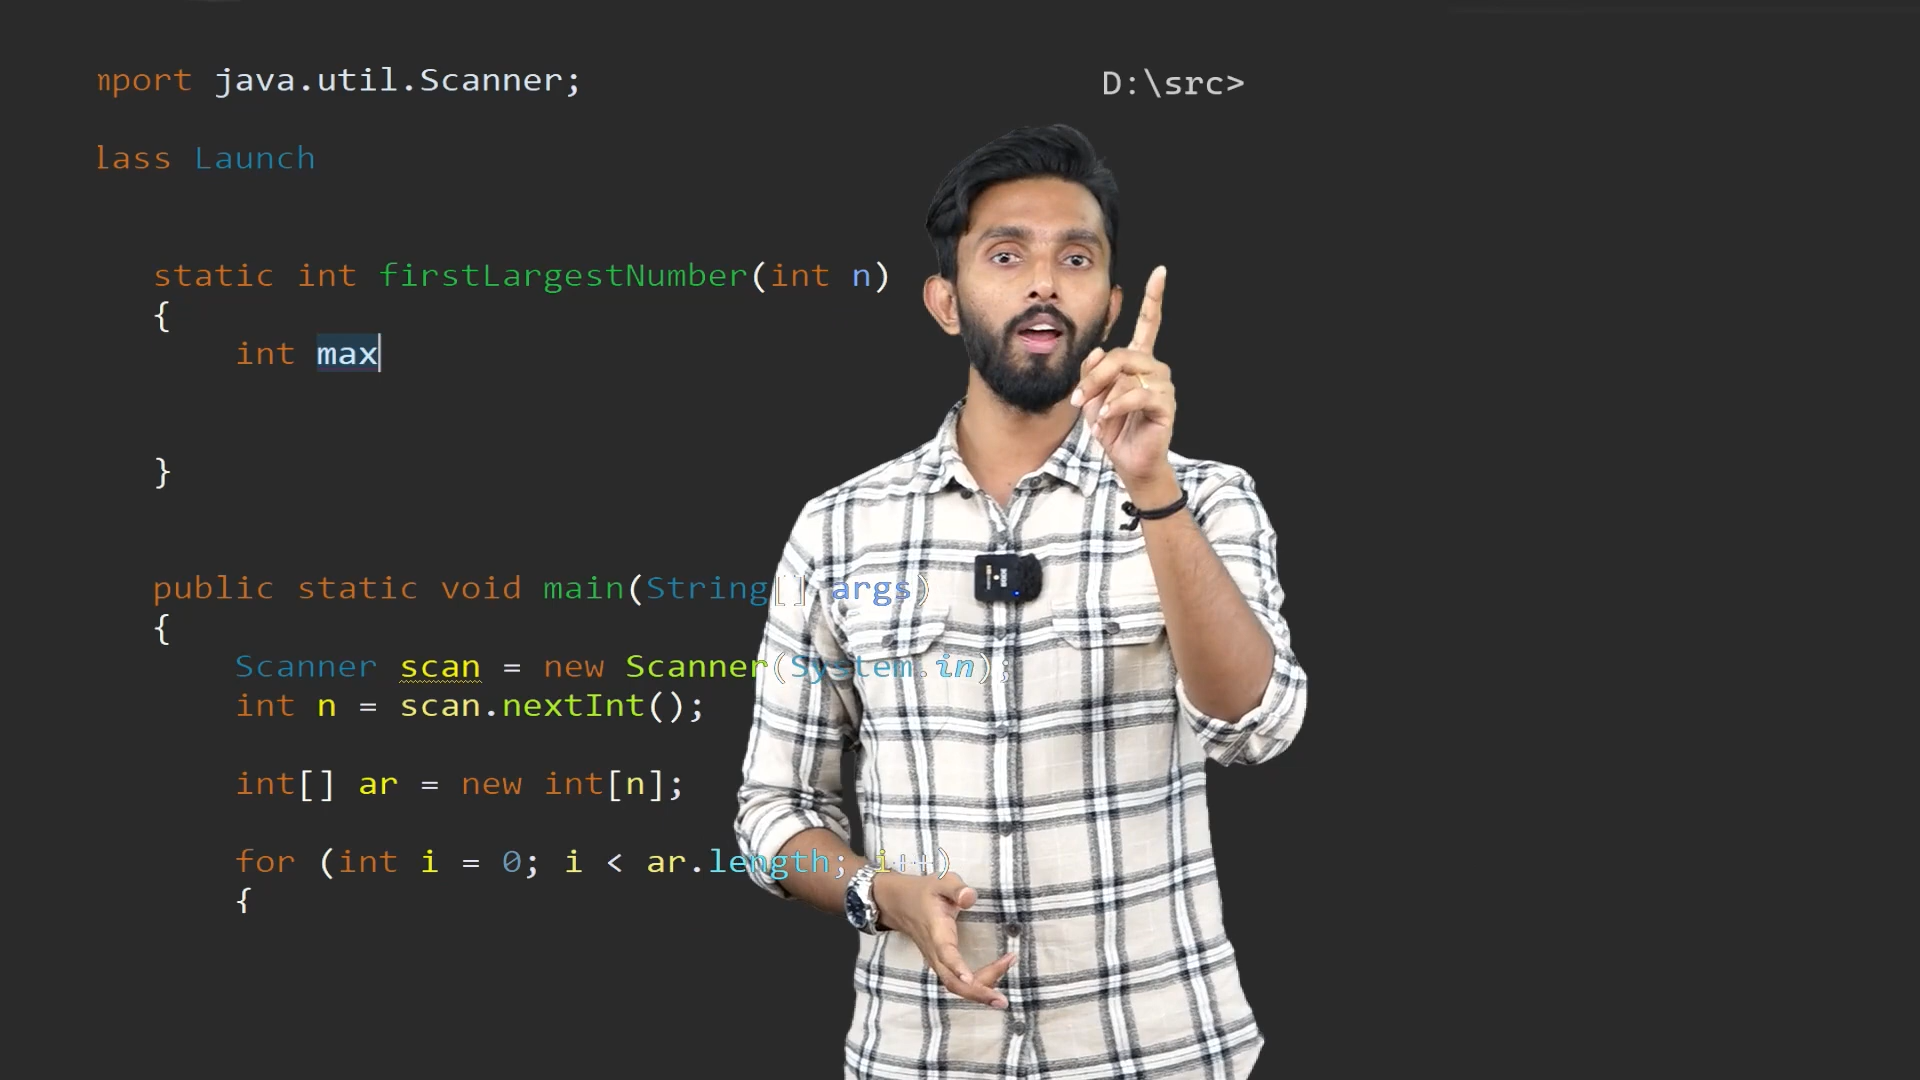 mport java.util.Scanner;
D:\src>
lass Launch
static int firstLargestNumber(int n)
{
int max
}
public static void main(String[] args)
{
Scanner scan = new Scanner(System.in);
int n = scan.nextInt();
int[] ar = new int[n];
for (int i = 0; i < ar.length; i++)
{